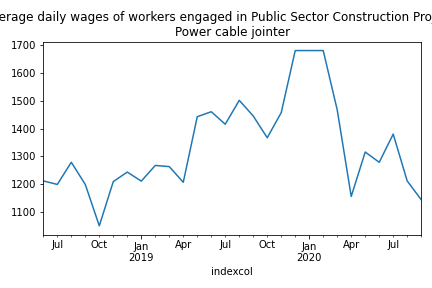 erage daily wages of workers engaged in Public Sector Construction Pro
Power cable jointer
1700
1600
1500
1400
1300
1200
1100
Jul
Oct
Jan
2019
Apr
Jul
Oct
Jan
2020
Apr
Jul
indexcol